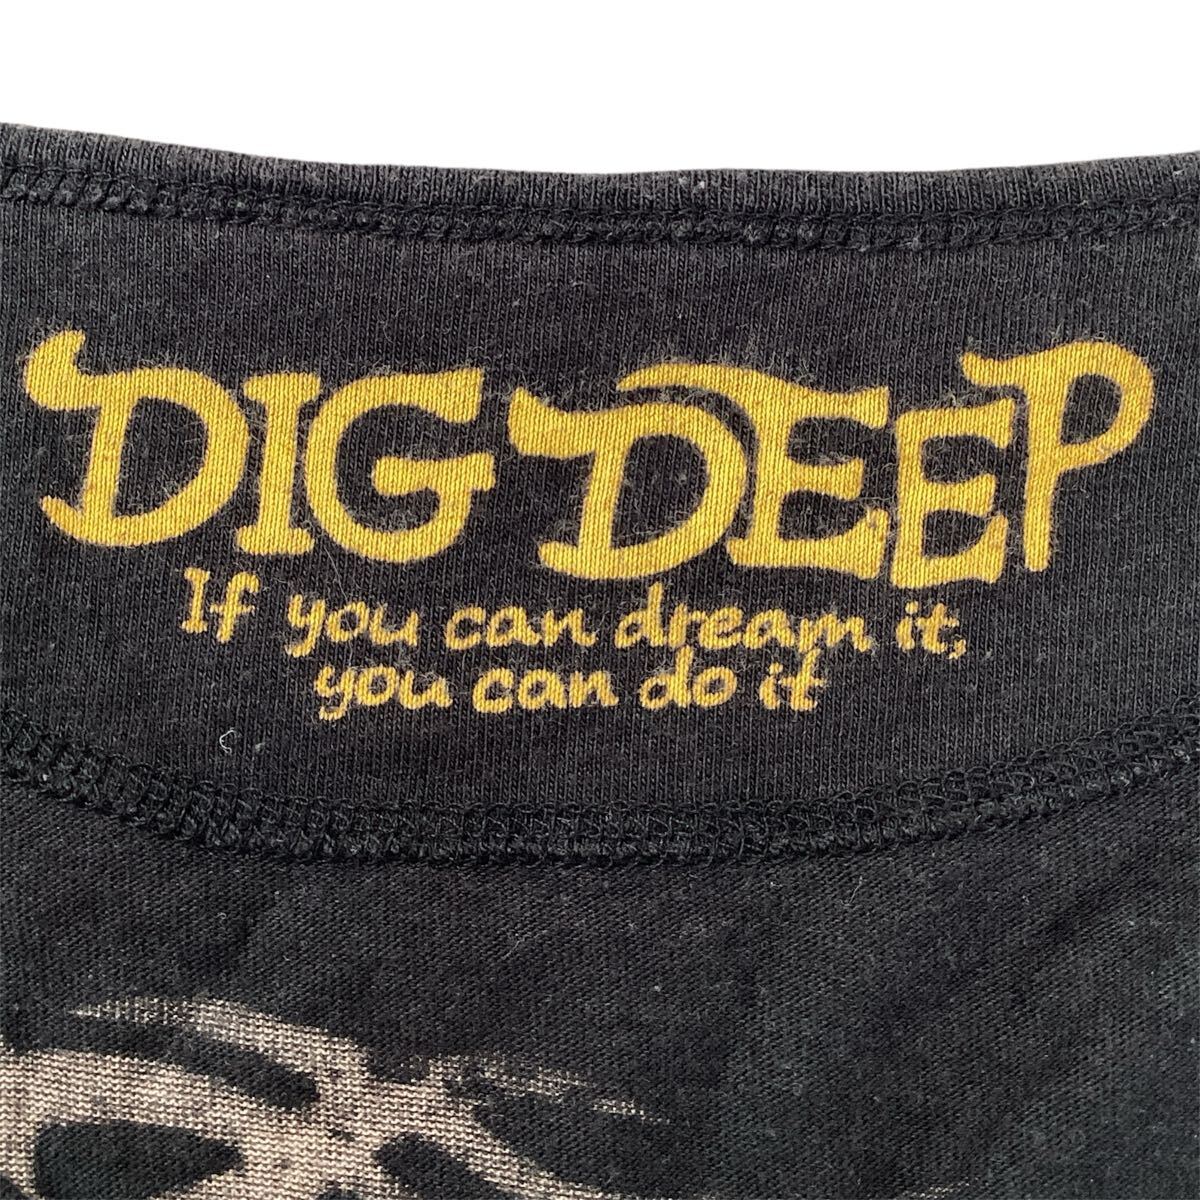 DIG DEEP
If you can dream it,
you can do it